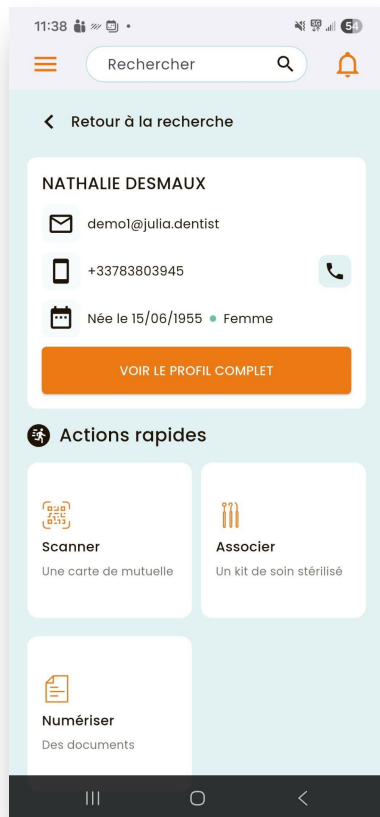 11:38
5G
54
Rechercher
Retour à la recherche
NATHALIE DESMAUX
demo1@julia.dentist
+33783803945
Née le 15/06/1955 • Femme
VOIR LE PROFIL COMPLET
Actions rapides
Scanner
Une carte de mutuelle
Associer
Un kit de soin stérilisé
Numériser
Des documents